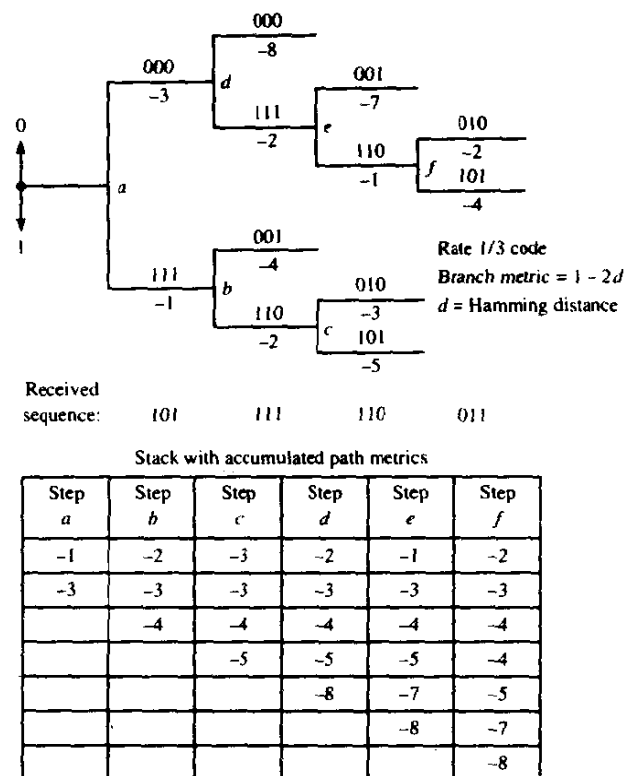 000
-8
000
-3
d
001
-7
111
-2
e
010
-2
110
-1
f
101
-4
0
1
a
001
-4
111
-1
b
010
-3
110
-2
c
101
-5
Rate 1/3 code
Branch metric = 1 - 2d
d = Hamming distance
Received
sequence: 101 111 110 011
Stack with accumulated path metrics
Step Step Step Step Step Step
a b c d e f
-1 -2 -3 -2 -1 -2
-3 -3 -3 -3 -3 -3
-4 -4 -4 -4 -4
-5 -5 -5 -4
-8 -7 -5
-8 -7
-8